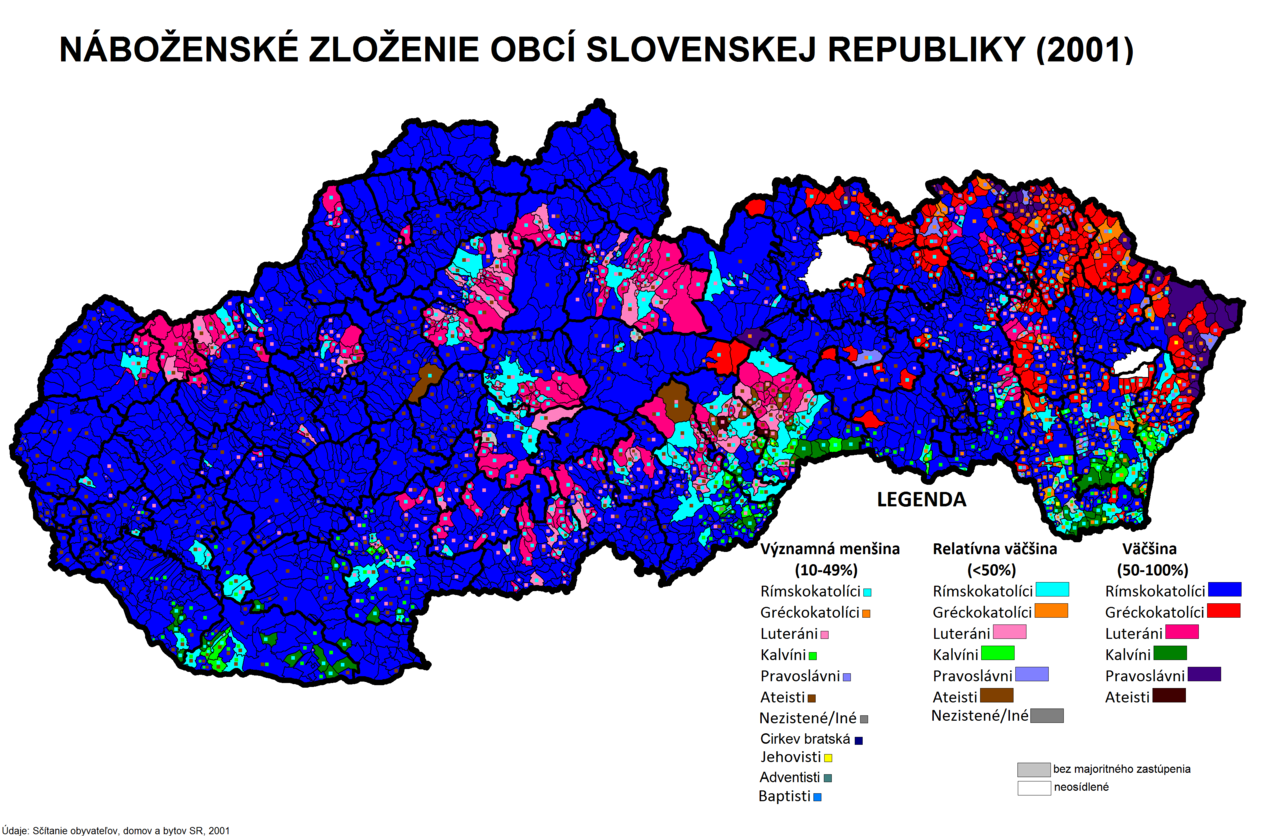 NÁBOŽENSKÉ ZLOŽENIE OBCÍ SLOVENSKEJ REPUBLIKY (2001)
LEGENDA
Významná menšina
(10-49%)
Rímskokatolíci
Gréckokatolíci
Luteráni
Kalvíni
Pravoslávni
Ateisti
Nezistené/Iné
Cirkev bratská
Jehovisti
Adventisti
Baptisti
Relatívna väčšina
(<50%)
Rímskokatolíci
Gréckokatolíci
Luteráni
Kalvíni
Pravoslávni
Ateisti
Nezistené/Iné
Väčšina
(50-100%)
Rímskokatolíci
Gréckokatolíci
Luteráni
Kalvíni
Pravoslávni
Ateisti
bez majoritného zastúpenia
neosídlené
Údaje: Sčítanie obyvateľov, domov a bytov SR, 2001